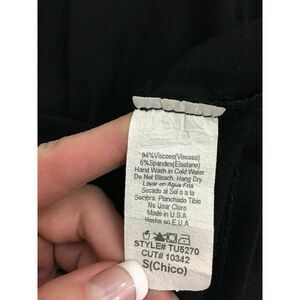 94%Viscose(Viscosa)
6%Spandex(Elastano)
Hand Wash in Cold Water
Do Not Bleach. Hang Dry
Lavar en Agua Fria
Secado al Sol o a la
Sombra, Planchado Tibio
No Usar Cloro
Made in U.S.A
Hecho en E.U.A
STYLE# TU5270
CUT# 10342
S(Chico)